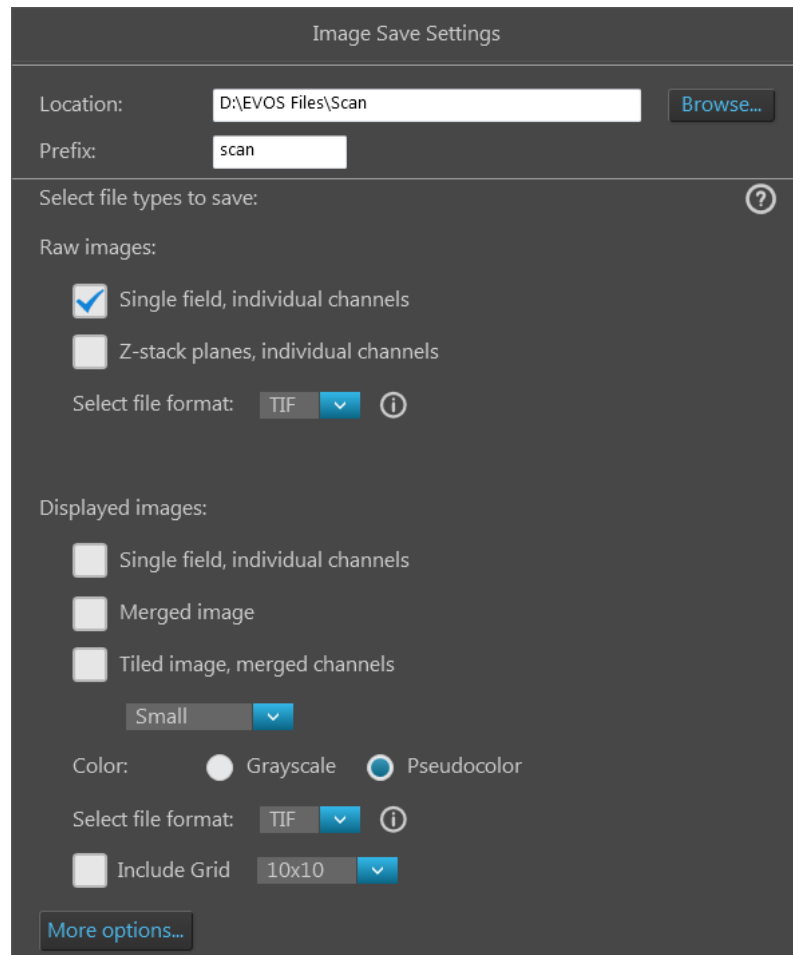 Image Save Settings
Location: D:\EVOS Files\Scan Browse...
Prefix: scan
Select file types to save: ?
Raw images:
Single field, individual channels
Z-stack planes, individual channels
Select file format: TIF i
Displayed images:
Single field, individual channels
Merged image
Tiled image, merged channels
Small
Color: Grayscale Pseudocolor
Select file format: TIF i
Include Grid 10x10
More options...